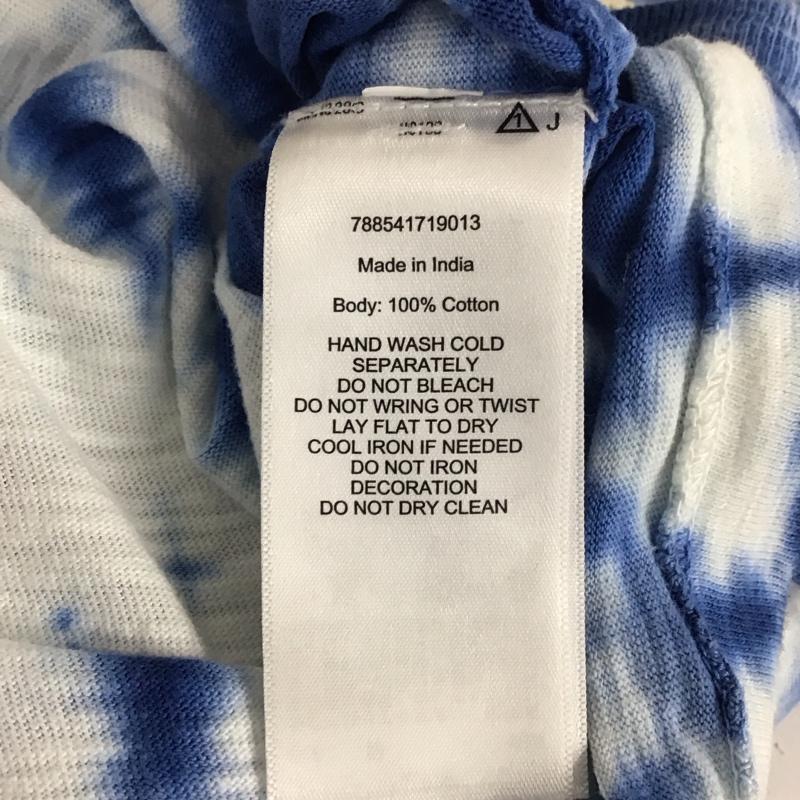 1 J
788541719013
Made in India
Body: 100% Cotton
HAND WASH COLD
SEPARATELY
DO NOT BLEACH
DO NOT WRING OR TWIST
LAY FLAT TO DRY
COOL IRON IF NEEDED
DO NOT IRON
DECORATION
DO NOT DRY CLEAN